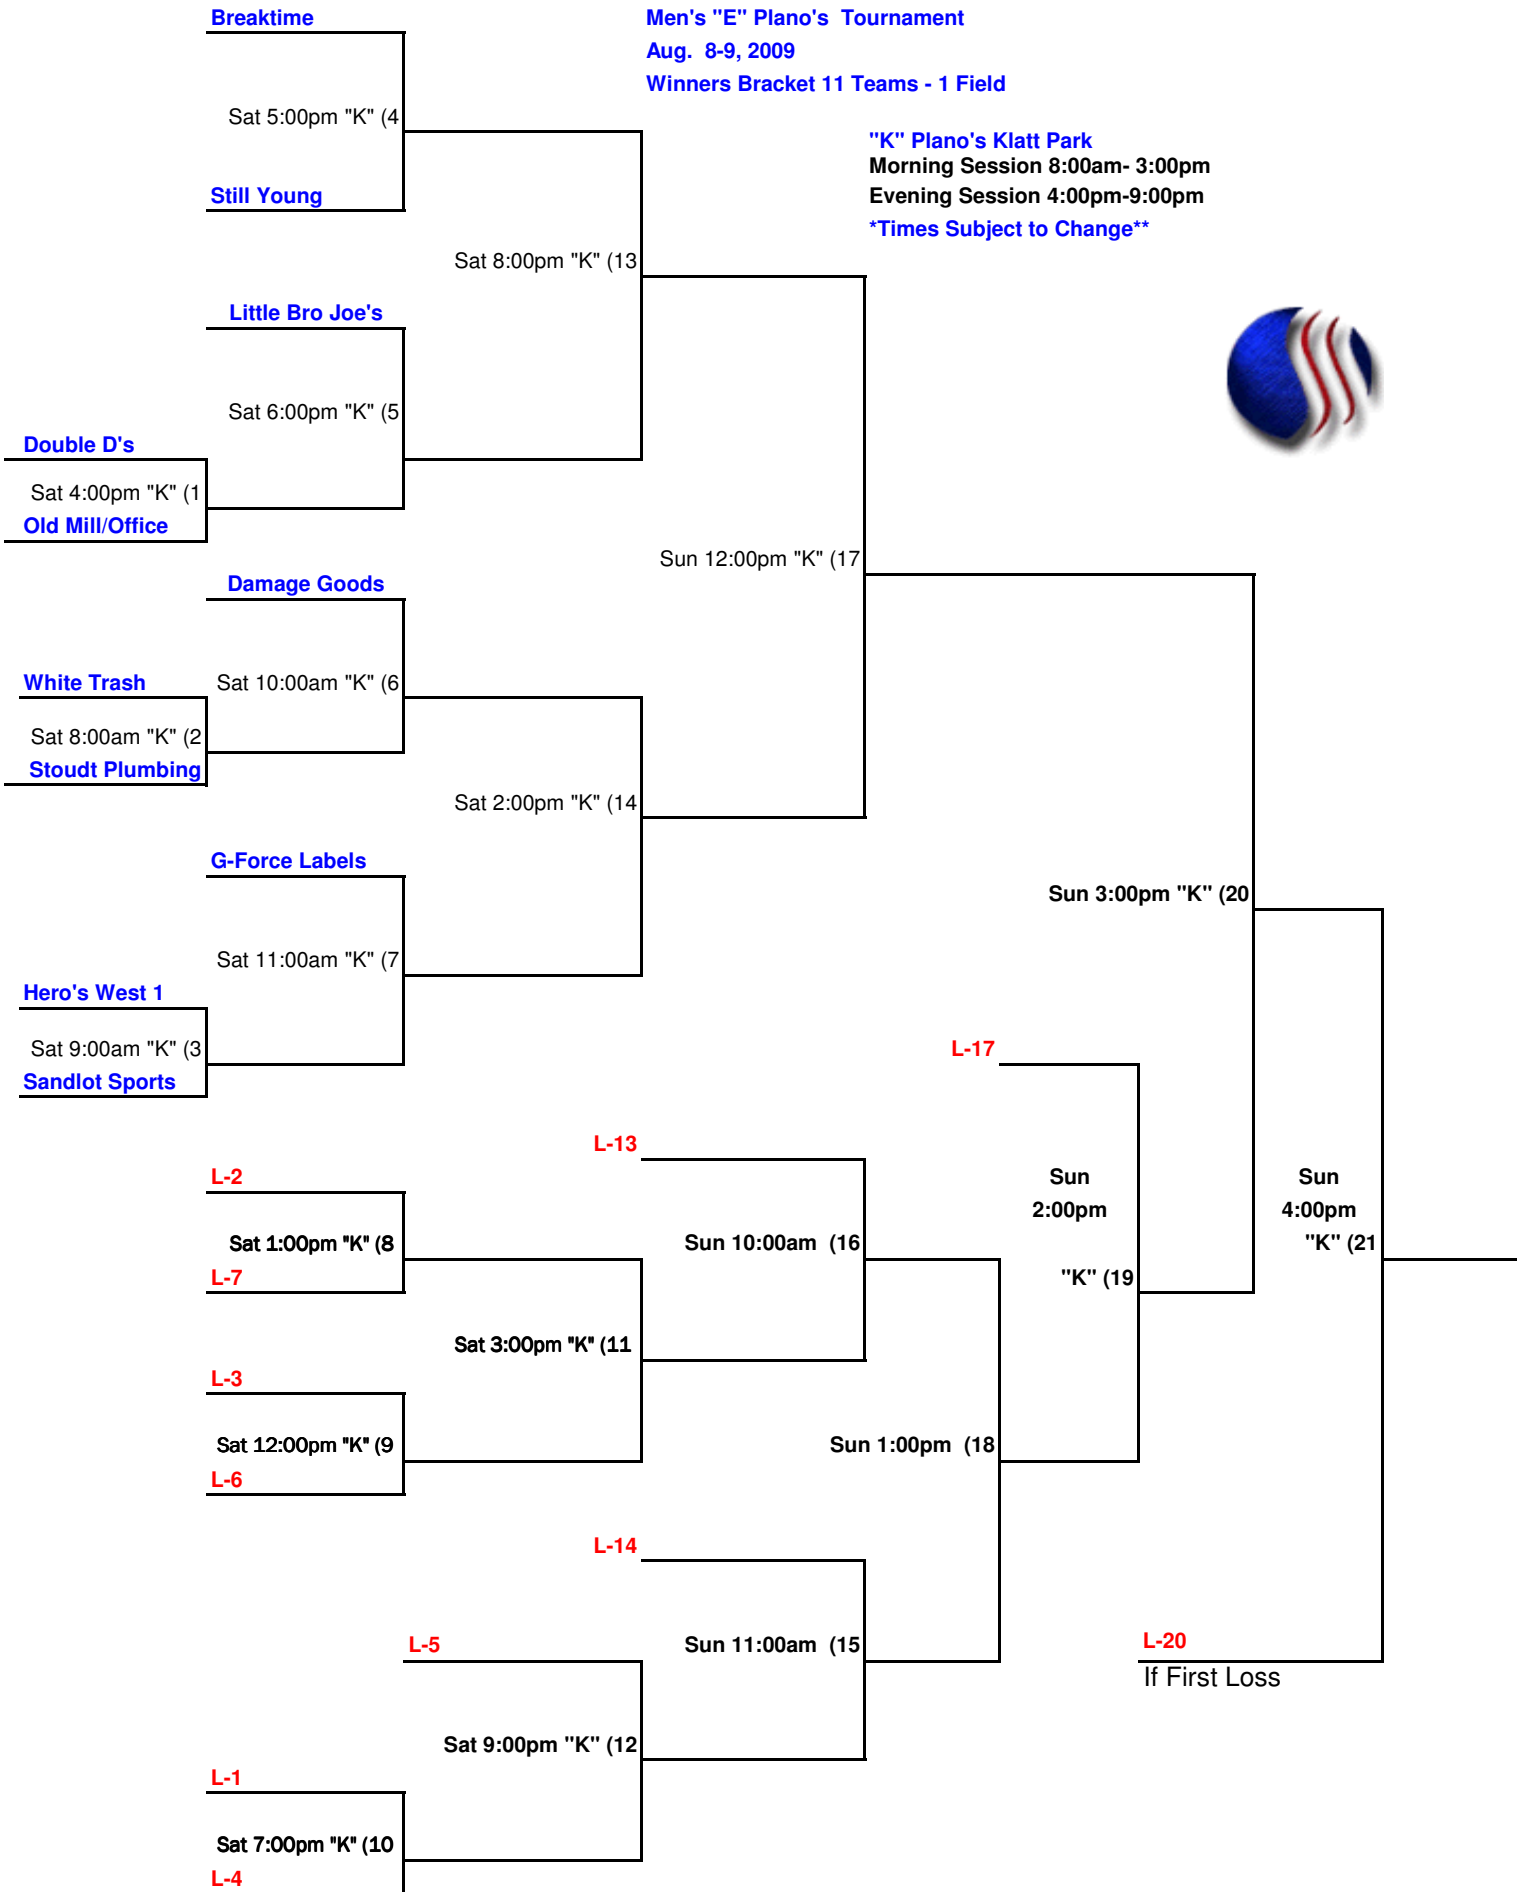 Breaktime
Men's "E" Plano's  Tournament
Aug.  8-9, 2009
Winners Bracket 11 Teams - 1 Field
Sat 5:00pm "K" (4
"K" Plano's Klatt Park
Morning Session 8:00am- 3:00pm
Still Young
Evening Session 4:00pm-9:00pm
*Times Subject to Change**
Sat 8:00pm "K" (13
Little Bro Joe's
Sat 6:00pm "K" (5
Double D's
Sat 4:00pm "K" (1
Old Mill/Office
Sun 12:00pm "K" (17
Damage Goods
White Trash
Sat 10:00am "K" (6
Sat 8:00am "K" (2
Stoudt Plumbing
Sat 2:00pm "K" (14
G-Force Labels
Sun 3:00pm "K" (20
Sat 11:00am "K" (7
Hero's West 1
Sat 9:00am "K" (3
L-17
Sandlot Sports
L-13
L-2
Sun
2:00pm
"K" (19
Sun
4:00pm
"K" (21
Sat 1:00pm "K" (8
Sun 10:00am  (16
L-7
Sat 3:00pm "K" (11
L-3
Sat 12:00pm "K" (9
Sun 1:00pm  (18
L-6
L-14
L-5
Sun 11:00am  (15
L-20
If First Loss
Sat 9:00pm "K" (12
L-1
Sat 7:00pm "K" (10
L-4